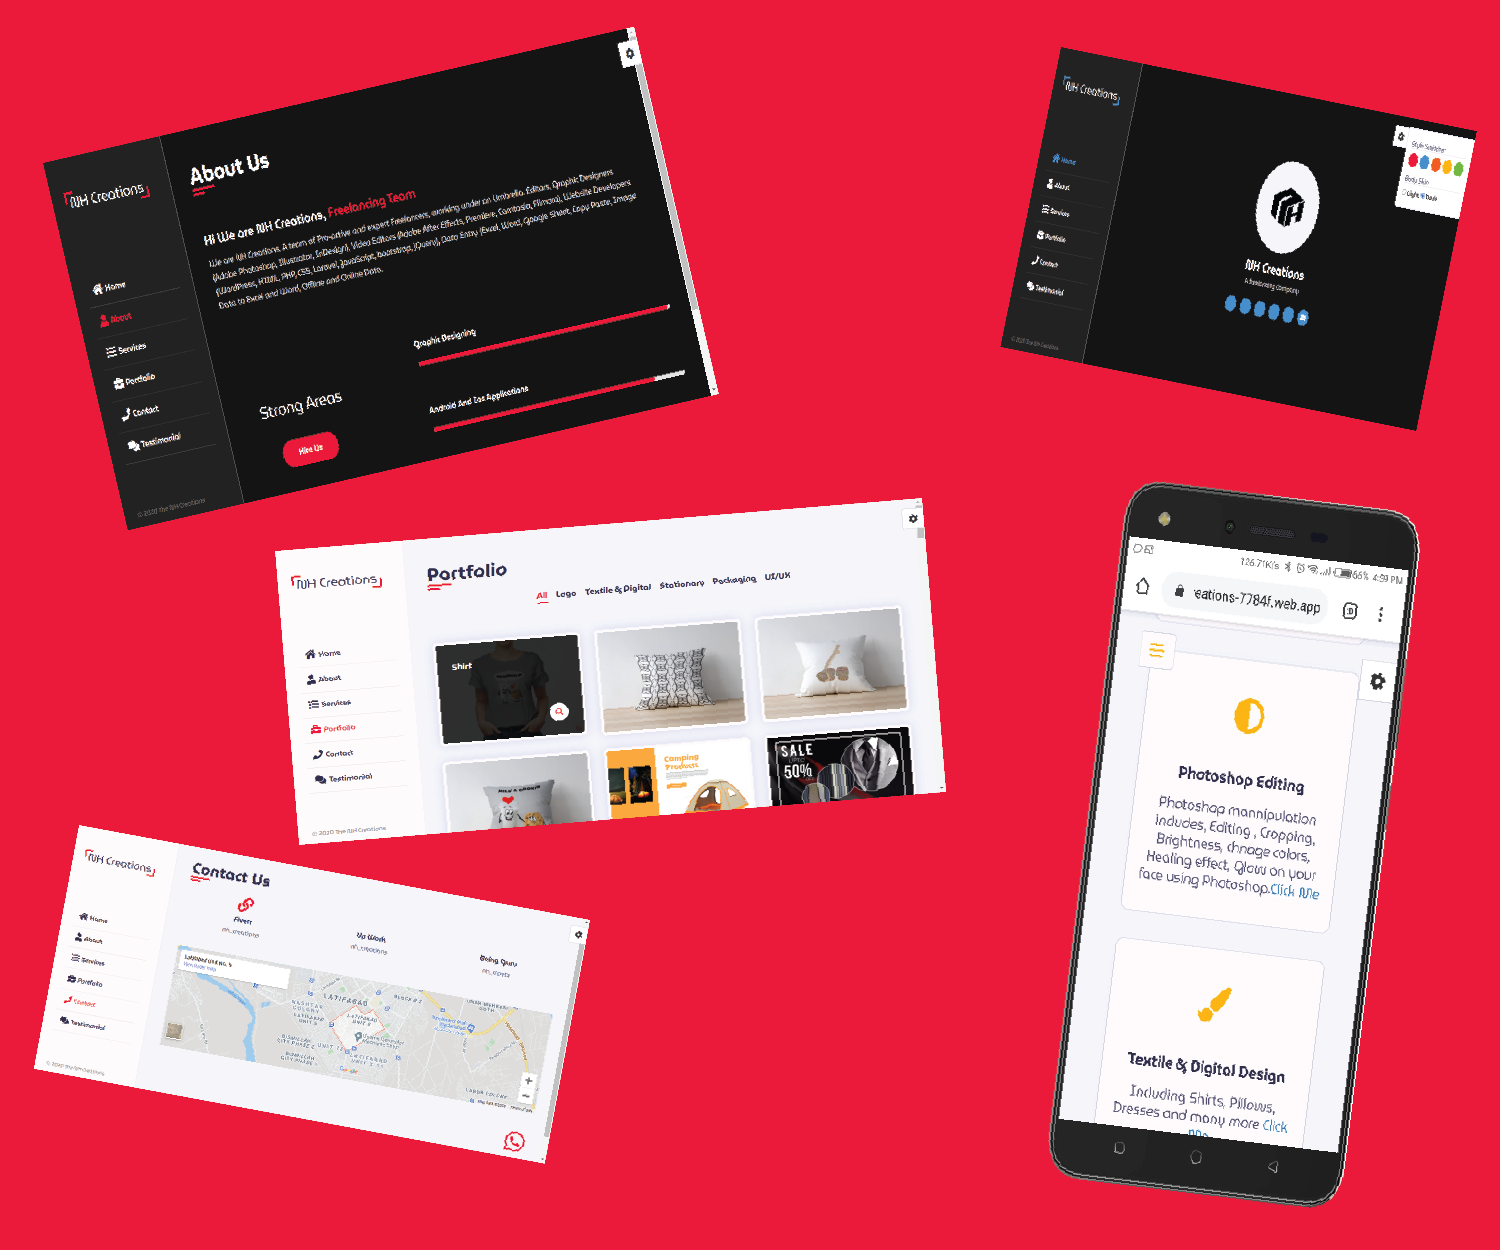 NH Creations
Home
About
Services
Portfolio
Contact
Testimonial
© 2020 The NH Creations
About Us
Hi We are NH Creations, Freelancing Team
We are NH Creations. A team of Pro-active and expert Freelancers, working under an Umbrella. Editors, Graphic Designers
(Adobe Photoshop, Illustrator, InDesign), Video Editors (Adobe After Effects, Premiere, Camtasia, Filmora), Website Developers
(WordPress, HTML, PHP, CSS, Laravel, JavaScript, bootstrap, JQuery), Data Entry (Excel, Word, Google Sheet, Copy Paste, Image
Data to Excel and Word, Offline and Online Data.
Strong Areas
Hire Us
Graphic Designing
Android And Ios Applications
NH Creations
Home
About
Services
Portfolio
Contact
Testimonial
© 2020 The NH Creations
NH Creations
A freelancing company
Style Switcher
Body Skin
Light Dark
NH Creations
Home
About
Services
Portfolio
Contact
Testimonial
© 2020 The NH Creations
Portfolio
All Logo Textile & Digital Stationary Packaging UI/UX
Shirt
Camping
Products
SALE
50%
NH Creations
Home
About
Services
Portfolio
Contact
Testimonial
© 2020 The NH Creations
Contact Us
Fiverr
nh_creations
Up Work
nh_creations
Being Guru
LATIFABAD
BLOCK E
LATIFABAD
UNIT 6
Google
126.71K/s 66% 4:59 PM
eations-7784f.web.app
Photoshop Editing
Photoshop mannipulation
includes, Editing , Cropping,
Brightness, chnage colors,
Healing effect, Glow on your
face using Photoshop.Click Me
Textile & Digital Design
Including Shirts, Pillows,
Dresses and many more Click